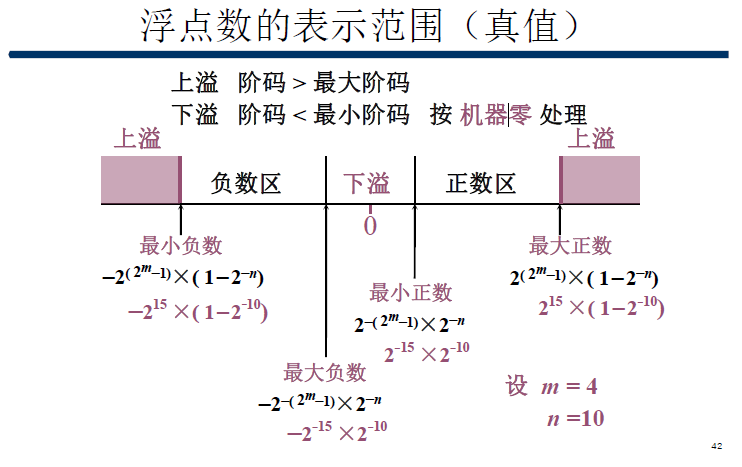 浮点数的表示范围（真值）
上溢 阶码 > 最大阶码
下溢 阶码 < 最小阶码 按 机器零 处理
上溢 上溢
负数区 下溢 正数区
0
最小负数
−2^(2^m−1)×(1−2^−n)
−2^15×(1−2^-10)
最大正数
2^(2^m−1)×(1−2^−n)
2^15×(1−2^-10)
最小正数
2^−(2^m−1)×2^−n
2^-15×2^-10
最大负数
−2^−(2^m−1)×2^−n
−2^-15×2^-10
设 m = 4
n =10
42